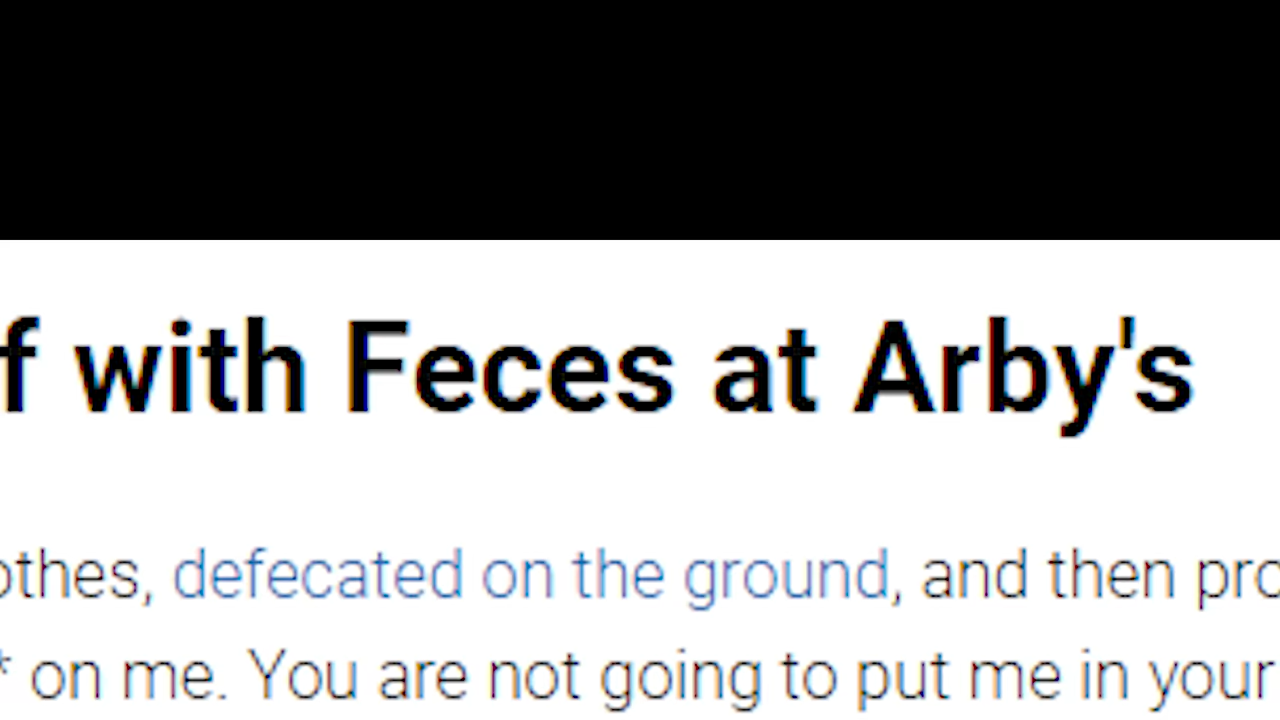 f with Feces at Arby's
othes, defecated on the ground, and then pro
* on me. You are not going to put me in your